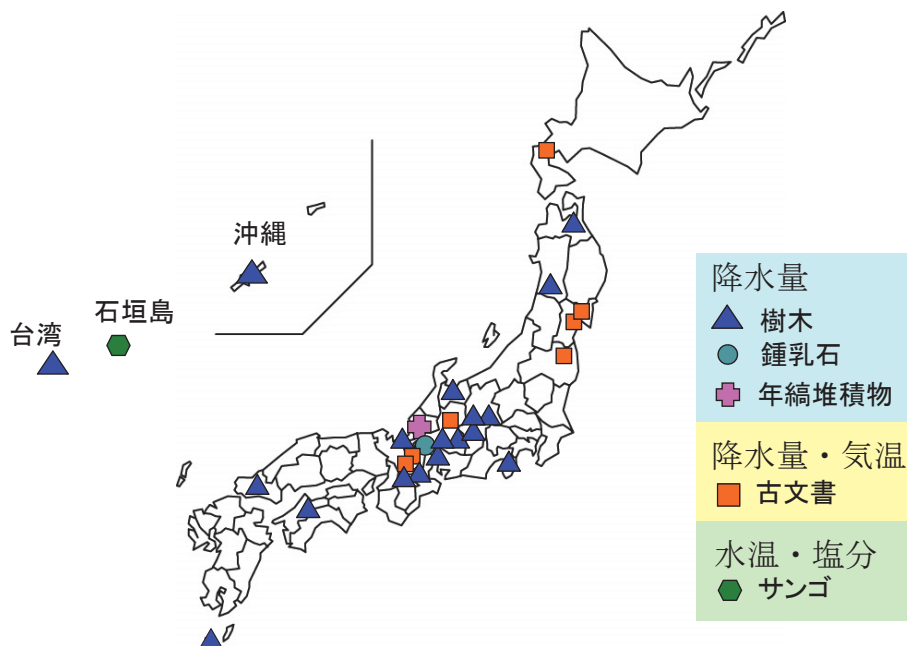 沖縄
石垣島
台湾
降水量
樹木
鍾乳石
年縞堆積物
降水量・気温
古文書
水温・塩分
サンゴ